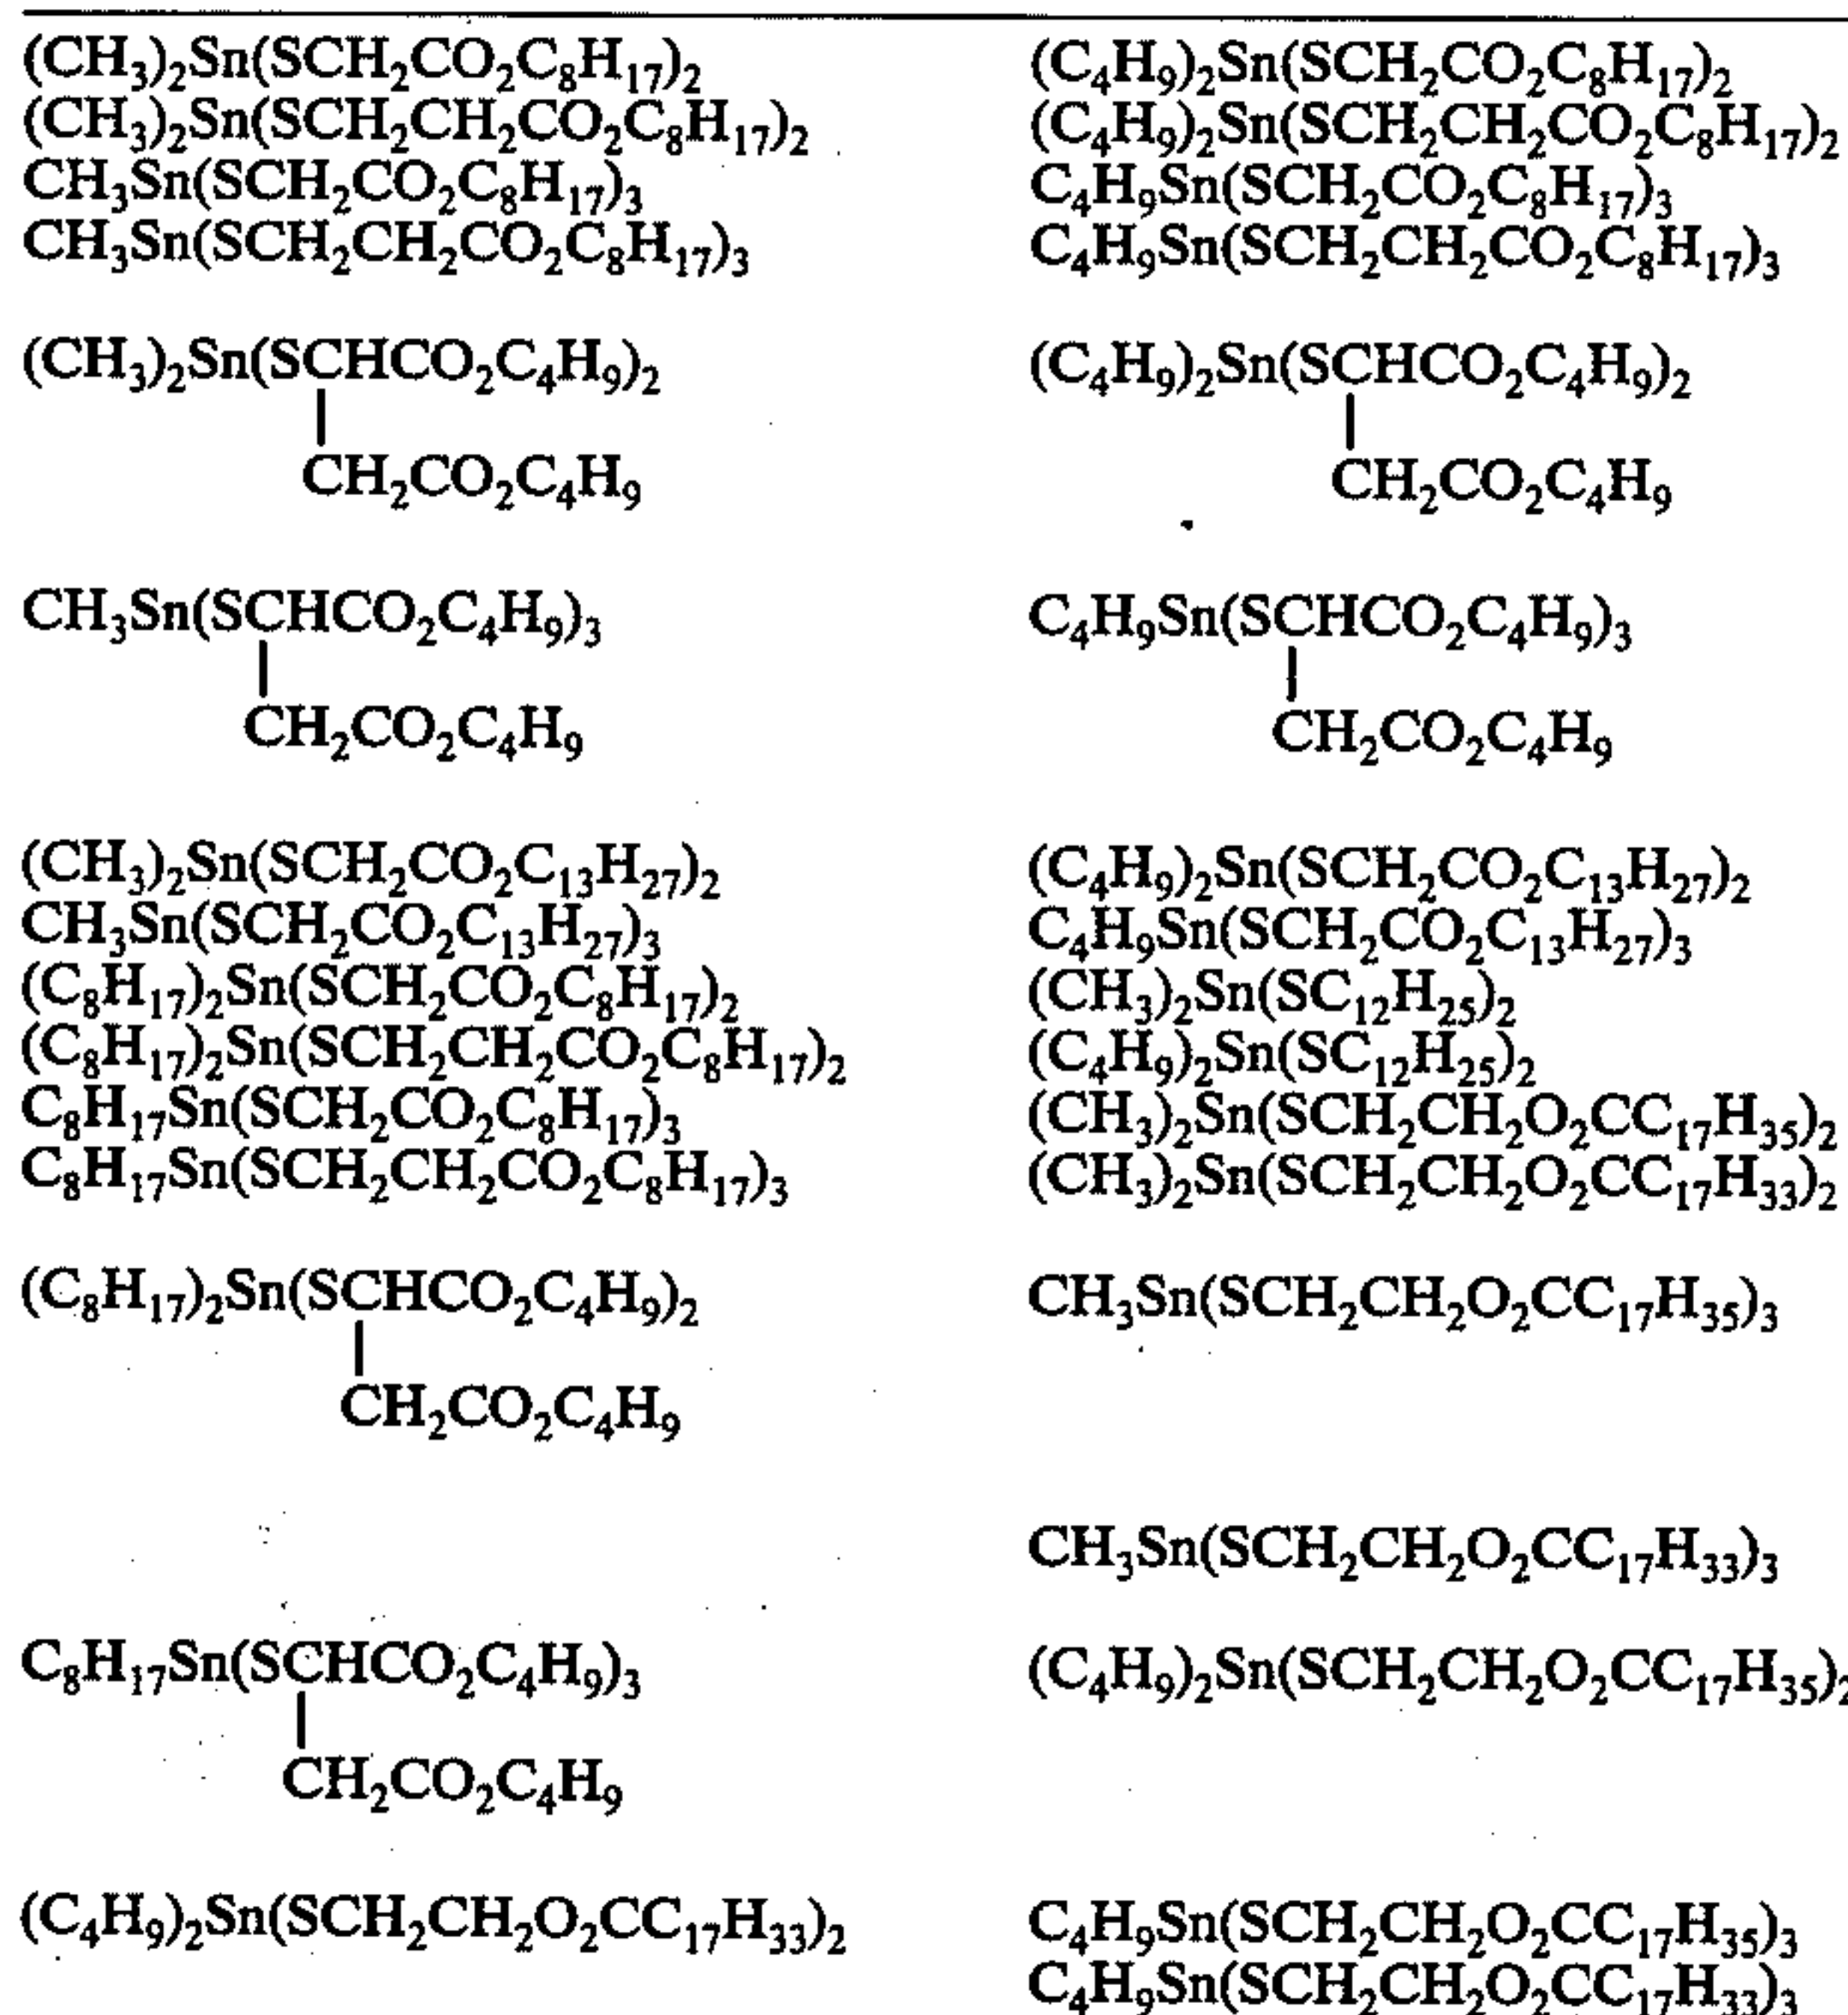 (CH₃)₂Sn(SCH₂CO₂C₈H₁₇)₂ (C₄H₉)₂Sn(SCH₂CO₂C₈H₁₇)₂
(CH₃)₂Sn(SCH₂CH₂CO₂C₈H₁₇)₂ (C₄H₉)₂Sn(SCH₂CH₂CO₂C₈H₁₇)₂
CH₃Sn(SCH₂CO₂C₈H₁₇)₃ C₄H₉Sn(SCH₂CO₂C₈H₁₇)₃
CH₃Sn(SCH₂CH₂CO₂C₈H₁₇)₃ C₄H₉Sn(SCH₂CH₂CO₂C₈H₁₇)₃
(CH₃)₂Sn(SCHCO₂C₄H₉)₂ (C₄H₉)₂Sn(SCHCO₂C₄H₉)₂
CH₂CO₂C₄H₉ CH₂CO₂C₄H₉
CH₃Sn(SCHCO₂C₄H₉)₃ C₄H₉Sn(SCHCO₂C₄H₉)₃
CH₂CO₂C₄H₉ CH₂CO₂C₄H₉
(CH₃)₂Sn(SCH₂CO₂C₁₃H₂₇)₂ (C₄H₉)₂Sn(SCH₂CO₂C₁₃H₂₇)₂
CH₃Sn(SCH₂CO₂C₁₃H₂₇)₃ C₄H₉Sn(SCH₂CO₂C₁₃H₂₇)₃
(C₈H₁₇)₂Sn(SCH₂CO₂C₈H₁₇)₂ (CH₃)₂Sn(SC₁₂H₂₅)₂
(C₈H₁₇)₂Sn(SCH₂CH₂CO₂C₈H₁₇)₂ (C₄H₉)₂Sn(SC₁₂H₂₅)₂
C₈H₁₇Sn(SCH₂CO₂C₈H₁₇)₃ (CH₃)₂Sn(SCH₂CH₂O₂CC₁₇H₃₅)₂
C₈H₁₇Sn(SCH₂CH₂CO₂C₈H₁₇)₃ (CH₃)₂Sn(SCH₂CH₂O₂CC₁₇H₃₃)₂
(C₈H₁₇)₂Sn(SCHCO₂C₄H₉)₂ CH₃Sn(SCH₂CH₂O₂CC₁₇H₃₅)₃
CH₂CO₂C₄H₉
CH₃Sn(SCH₂CH₂O₂CC₁₇H₃₃)₃
C₈H₁₇Sn(SCHCO₂C₄H₉)₃ (C₄H₉)₂Sn(SCH₂CH₂O₂CC₁₇H₃₅)₂
CH₂CO₂C₄H₉
(C₄H₉)₂Sn(SCH₂CH₂O₂CC₁₇H₃₃)₂ C₄H₉Sn(SCH₂CH₂O₂CC₁₇H₃₅)₃
C₄H₉Sn(SCH₂CH₂O₂CC₁₇H₃₃)₃